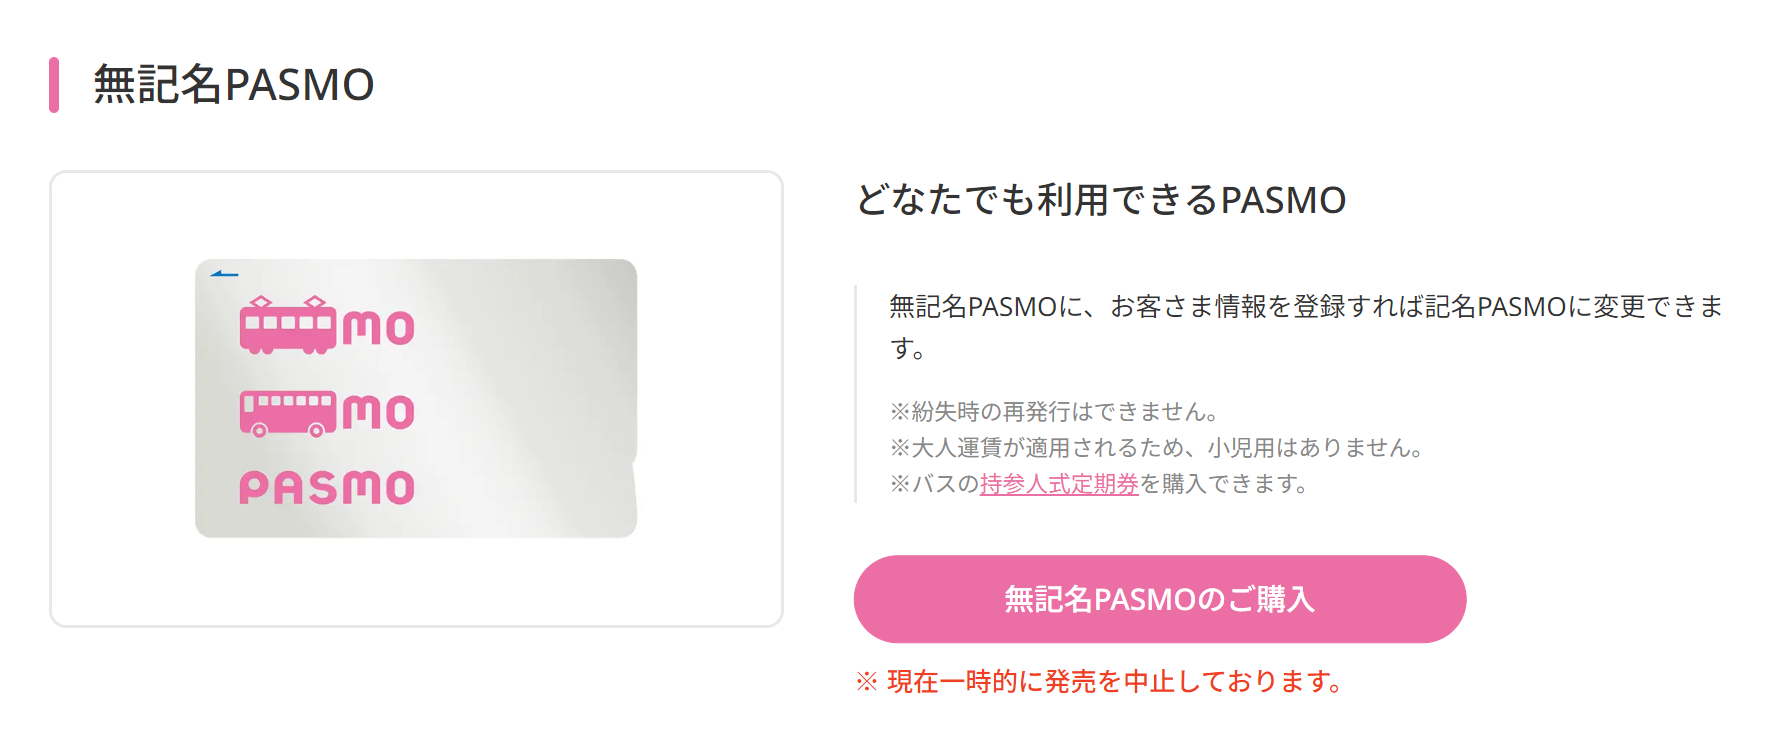 無記名PASMO
mo
mo
PASMO
どなたでも利用できるPASMO
無記名PASMOに、お客さま情報を登録すれば記名PASMOに変更できま
す。
※紛失時の再発行はできません。
※大人運賃が適用されるため、小児用はありません。
※バスの持参人式定期券を購入できます。
無記名PASMOのご購入
※ 現在一時的に発売を中止しております。